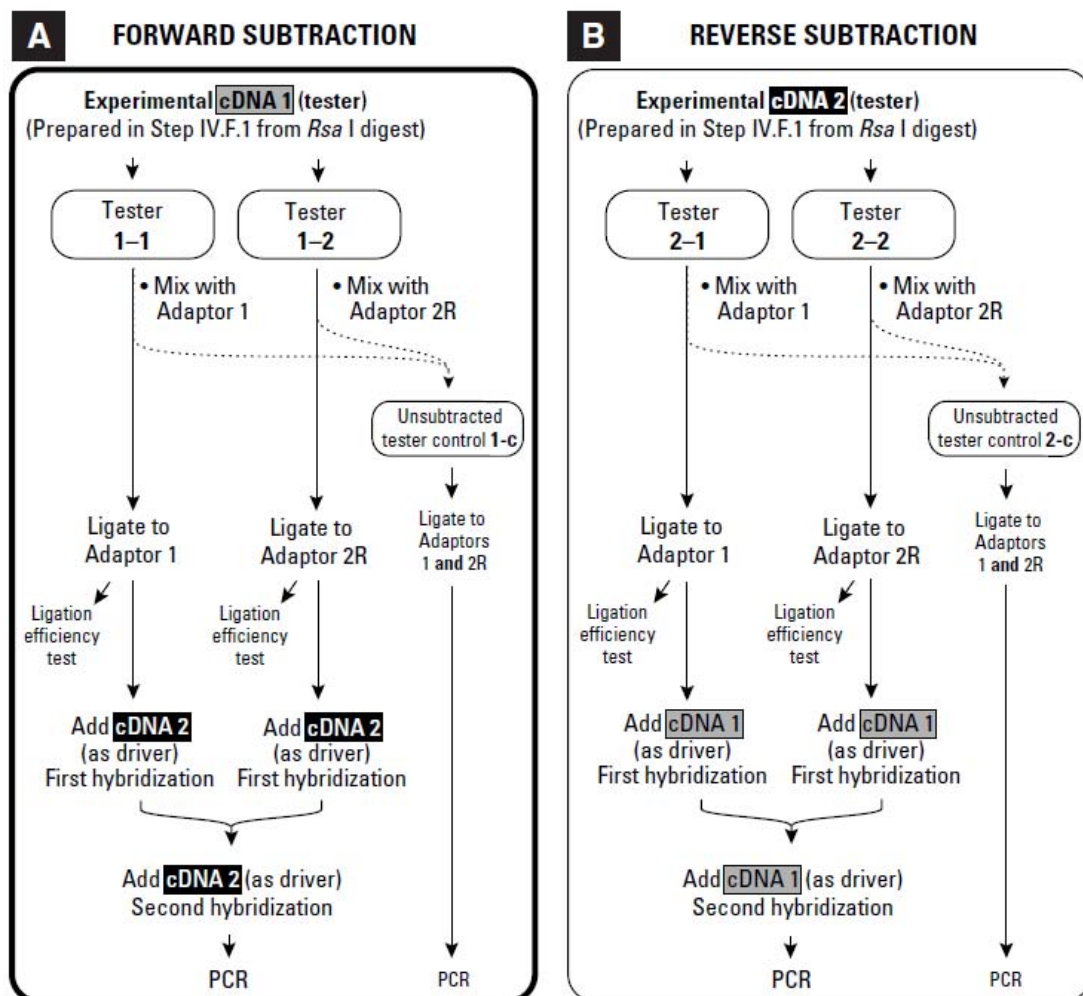 A FORWARD SUBTRACTION
Experimental cDNA 1 (tester)
(Prepared in Step IV.F.1 from Rsa I digest)
Tester
1–1
Tester
1–2
• Mix with
Adaptor 1
• Mix with
Adaptor 2R
Unsubtracted
tester control 1-c
Ligate to
Adaptor 1
Ligate to
Adaptor 2R
Ligate to
Adaptors
1 and 2R
Ligation
efficiency
test
Ligation
efficiency
test
Add cDNA 2
(as driver)
First hybridization
Add cDNA 2
(as driver)
First hybridization
Add cDNA 2 (as driver)
Second hybridization
PCR
PCR
B REVERSE SUBTRACTION
Experimental cDNA 2 (tester)
(Prepared in Step IV.F.1 from Rsa I digest)
Tester
2–1
Tester
2–2
• Mix with
Adaptor 1
• Mix with
Adaptor 2R
Unsubtracted
tester control 2-c
Ligate to
Adaptor 1
Ligate to
Adaptor 2R
Ligate to
Adaptors
1 and 2R
Ligation
efficiency
test
Ligation
efficiency
test
Add cDNA 1
(as driver)
First hybridization
Add cDNA 1
(as driver)
First hybridization
Add cDNA 1 (as driver)
Second hybridization
PCR
PCR